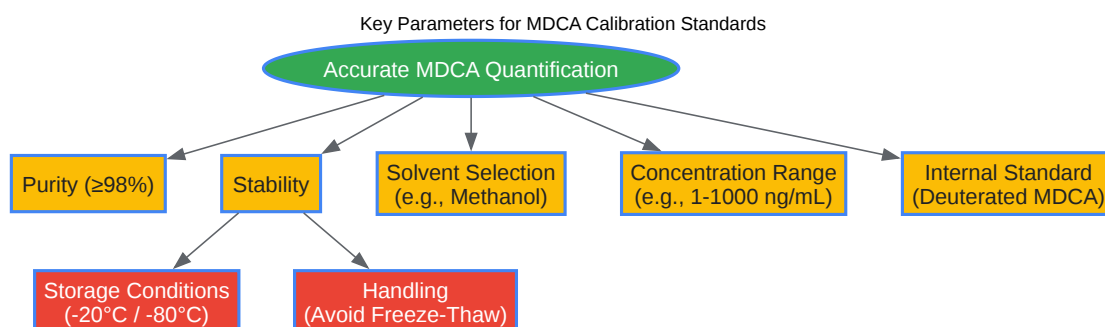 Key Parameters for MDCA Calibration Standards
Accurate MDCA Quantification
Purity (≥98%)
Stability
Solvent Selection
(e.g., Methanol)
Concentration Range
(e.g., 1-1000 ng/mL)
Internal Standard
(Deuterated MDCA)
Storage Conditions
(-20°C / -80°C)
Handling
(Avoid Freeze-Thaw)